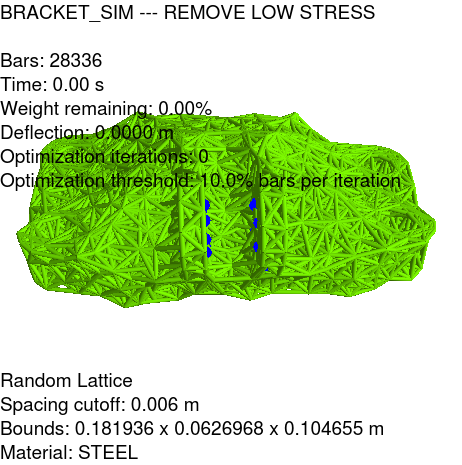 BRACKET_SIM --- REMOVE LOW STRESS
Bars: 28336
Time: 0.00 s
Weight remaining: 0.00%
Deflection: 0.0000 m
Optimization iterations: 0
Optimization threshold: 10.0% bars per iteration
Random Lattice
Spacing cutoff: 0.006 m
Bounds: 0.181936 x 0.0626968 x 0.104655 m
Material: STEEL